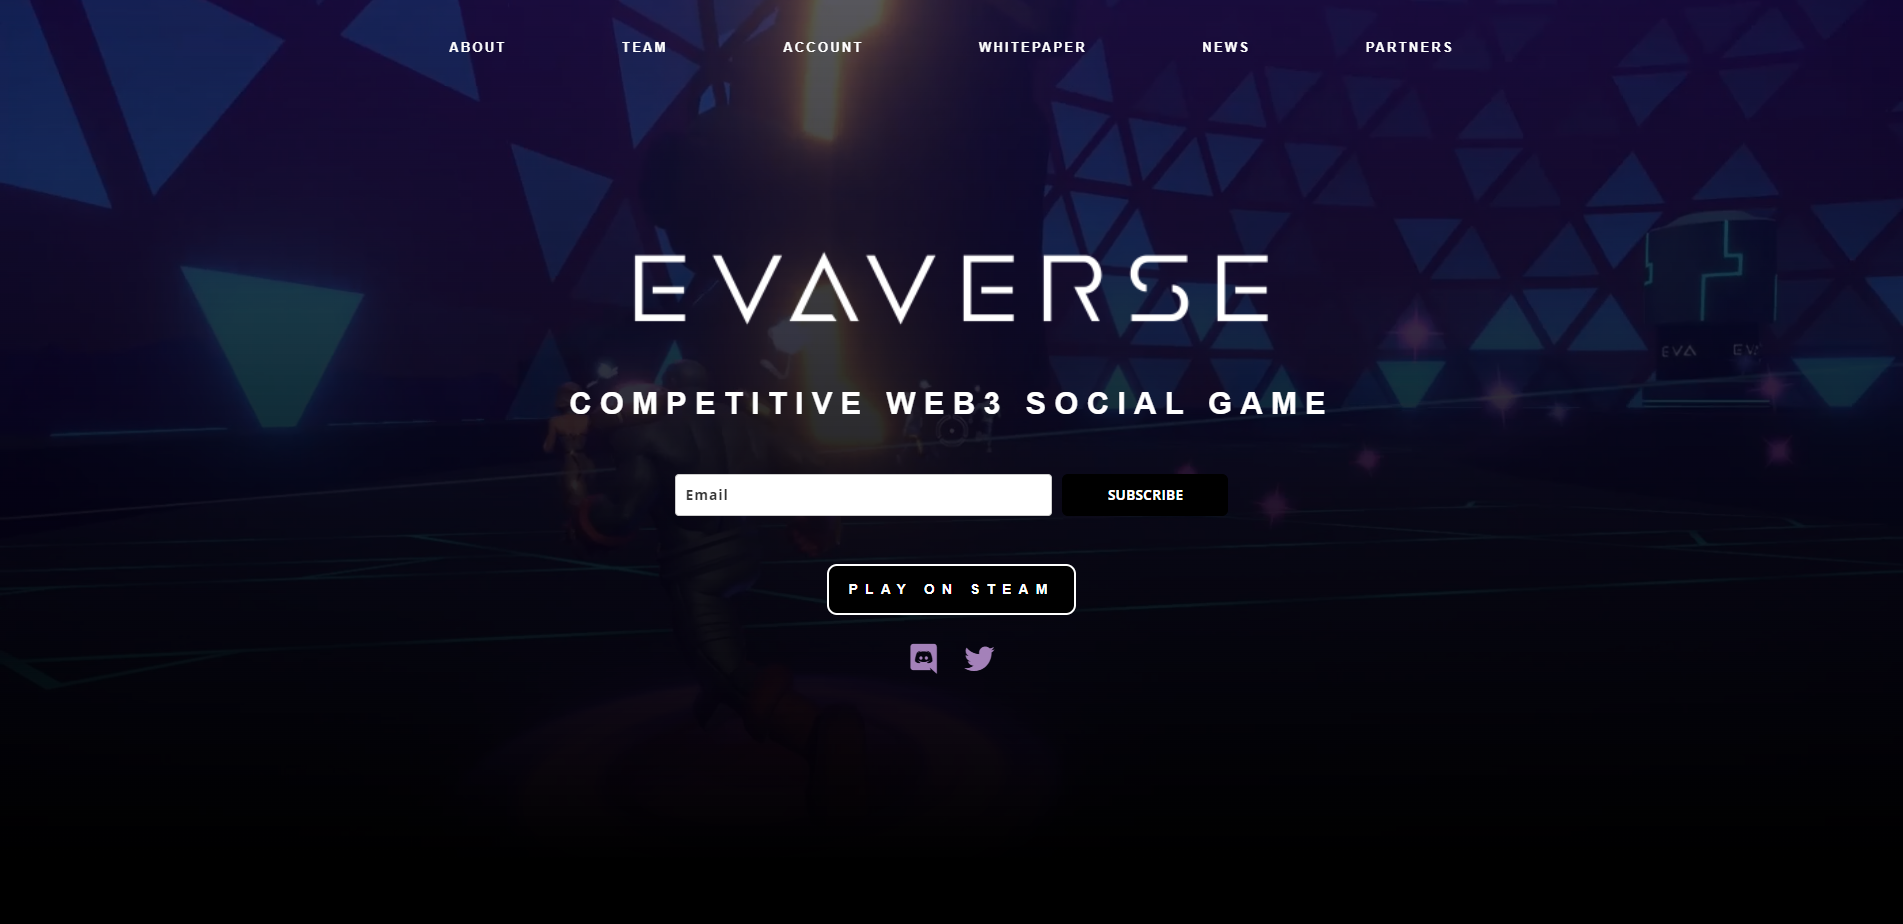 ABOUT TEAM ACCOUNT WHITEPAPER NEWS PARTNERS
EVAVERSE
EVA EV
COMPETITIVE WEB3 SOCIAL GAME
Email SUBSCRIBE
PLAY ON STEAM